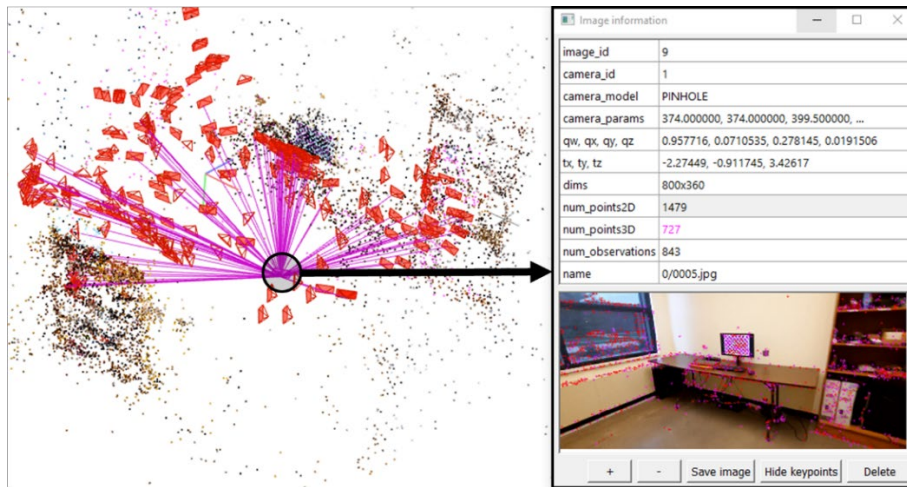 Image information
image_id 9
camera_id 1
camera_model PINHOLE
camera_params 374.000000, 374.000000, 399.500000, ...
qw, qx, qy, qz 0.957716, 0.0710535, 0.278145, 0.0191506
tx, ty, tz -2.27449, -0.911745, 3.42617
dims 800x360
num_points2D 1479
num_points3D 727
num_observations 843
name 0/0005.jpg
+ - Save image Hide keypoints Delete